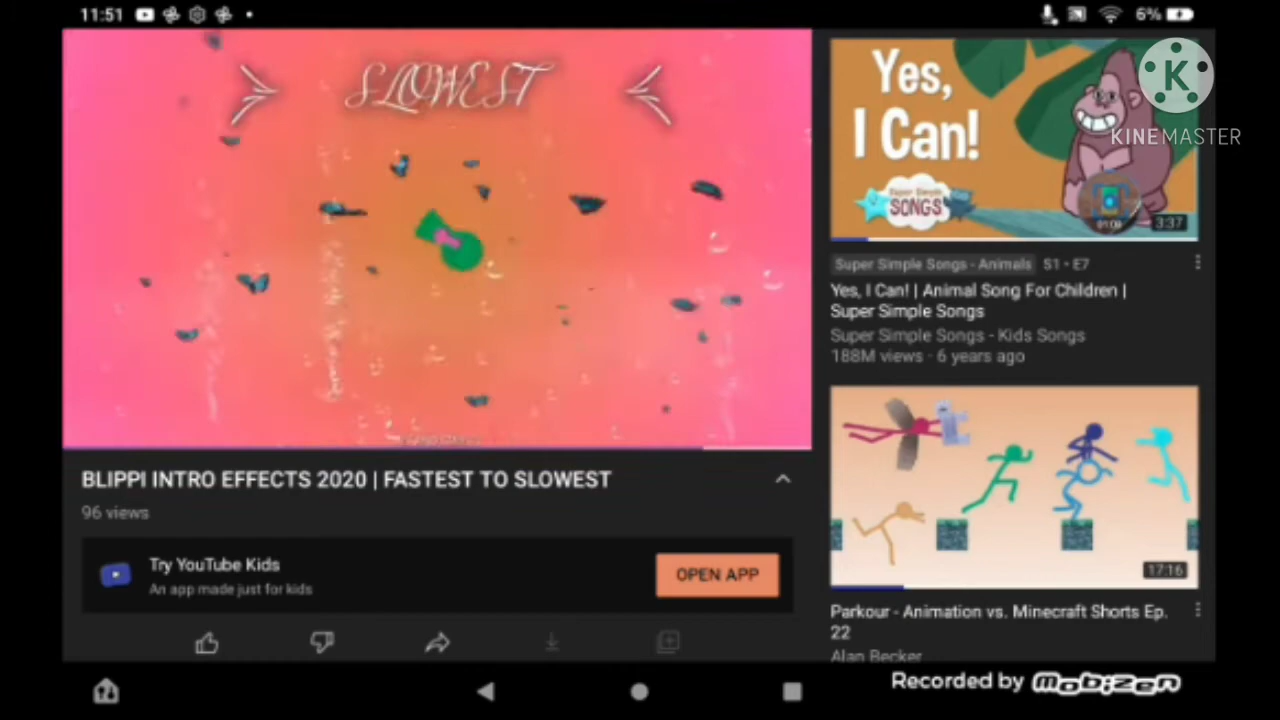 11:51
6%
SLOWEST
Yes,
I Can!
Super Simple
SONGS
01:09
3:37
K
KINEMASTER
Super Simple Songs - Animals S1 • E7
Yes, I Can! | Animal Song For Children |
Super Simple Songs
Super Simple Songs - Kids Songs
188M views · 6 years ago
BLIPPI INTRO EFFECTS 2020 | FASTEST TO SLOWEST
96 views
Try YouTube Kids
An app made just for kids
OPEN APP
17:16
Parkour - Animation vs. Minecraft Shorts Ep.
22
Alan Becker
Recorded by Mobizen